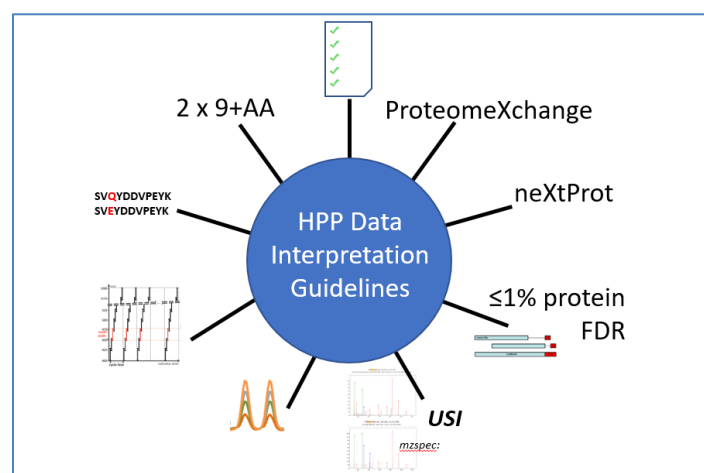 2 x 9+AA
ProteomeXchange
SVQYDDVPEYK
SVEYDDVPEYK
neXtProt
HPP Data
Interpretation
Guidelines
≤1% protein
FDR
USI
mzspec: